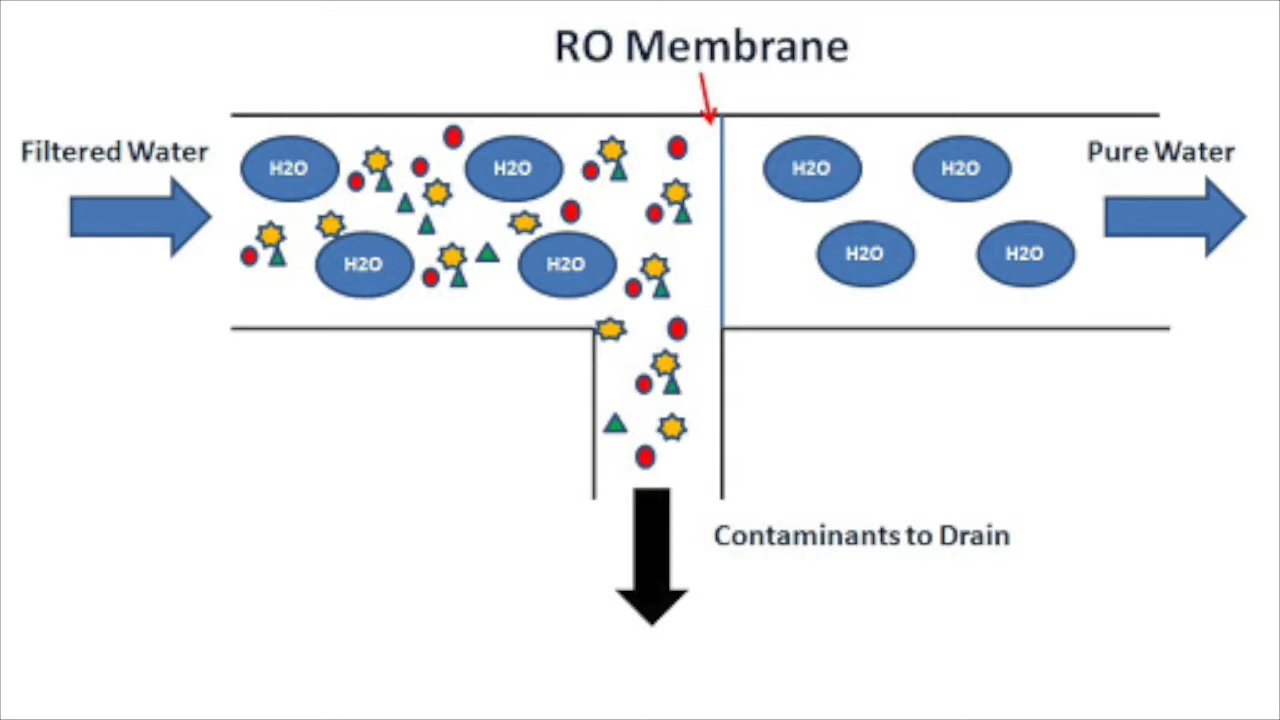 RO Membrane
Filtered Water
Pure Water
H2O
H2O
H2O
H2O
H2O
H2O
H2O
H2O
Contaminants to Drain